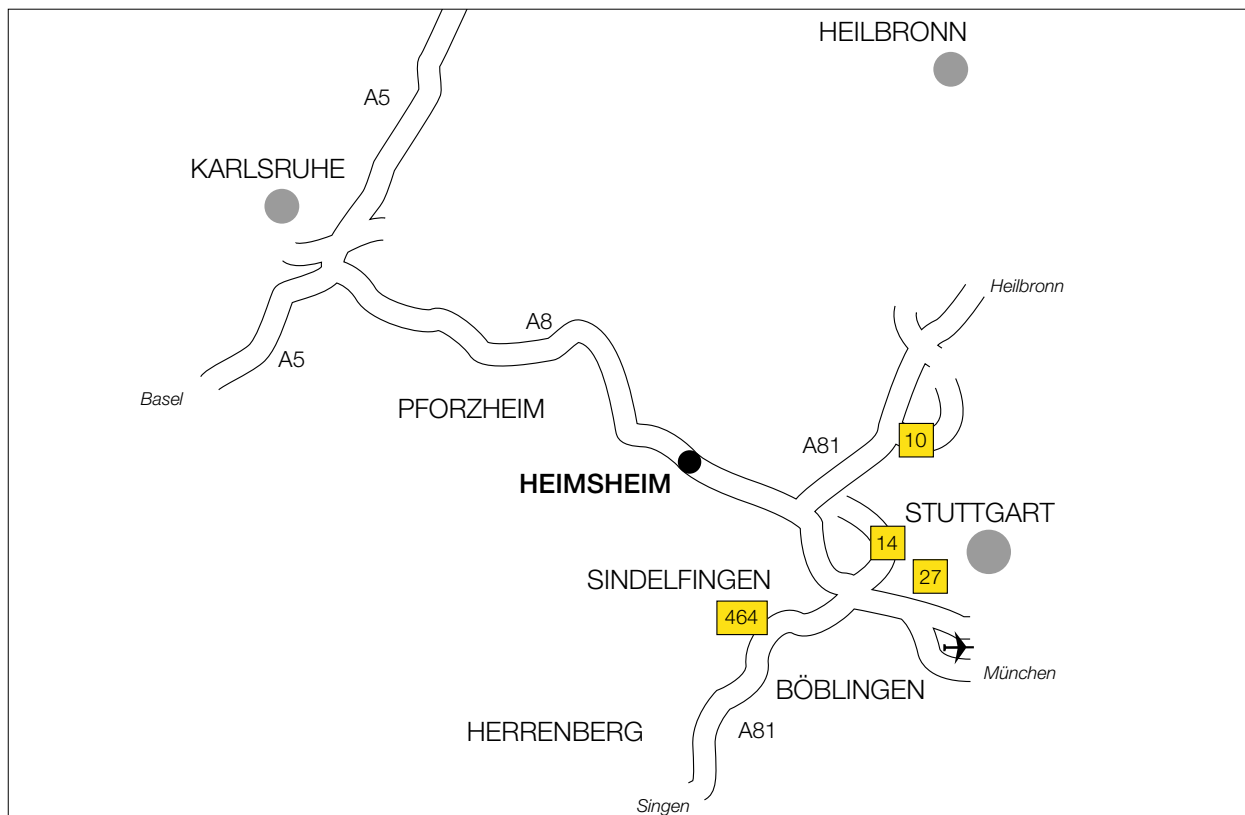 HEILBRONN
A5
KARLSRUHE
Heilbronn
A8
A5
Basel
PFORZHEIM
10
A81
HEIMSHEIM
STUTTGART
14
27
SINDELFINGEN
464
München
BÖBLINGEN
HERRENBERG
A81
Singen